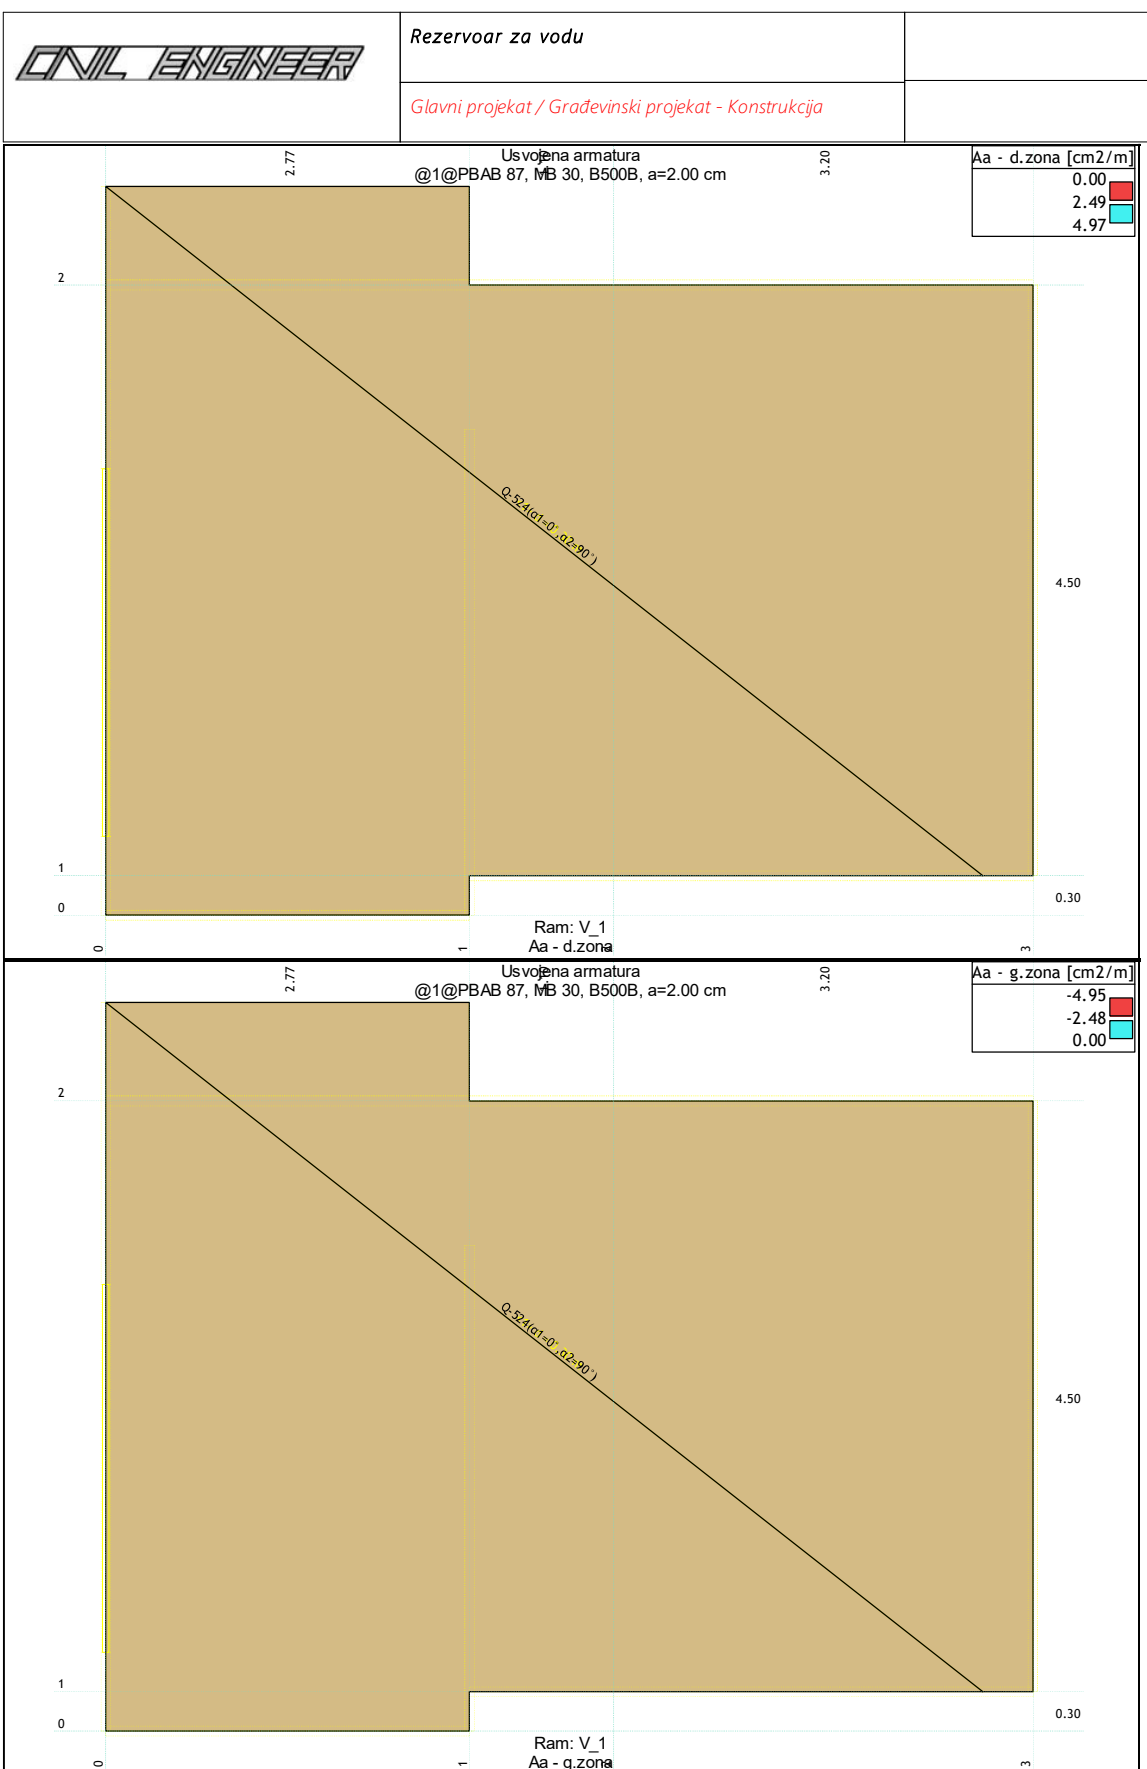 CIVIL ENGINEER
Rezervoar za vodu
Glavni projekat / Građevinski projekat - Konstrukcija
Usvojena armatura
@1@PBAB 87, MB 30, B500B, a=2.00 cm
2.77
3.20
Aa - d.zona [cm2/m]
0.00
2.49
4.97
2
Q-524(α1=0°,α2=90°)
4.50
1
0.30
0
Ram: V_1
Aa - d.zona
0
1
3
Usvojena armatura
@1@PBAB 87, MB 30, B500B, a=2.00 cm
2.77
3.20
Aa - g.zona [cm2/m]
-4.95
-2.48
0.00
2
Q-524(α1=0°,α2=90°)
4.50
1
0.30
0
Ram: V_1
Aa - g.zona
0
1
3